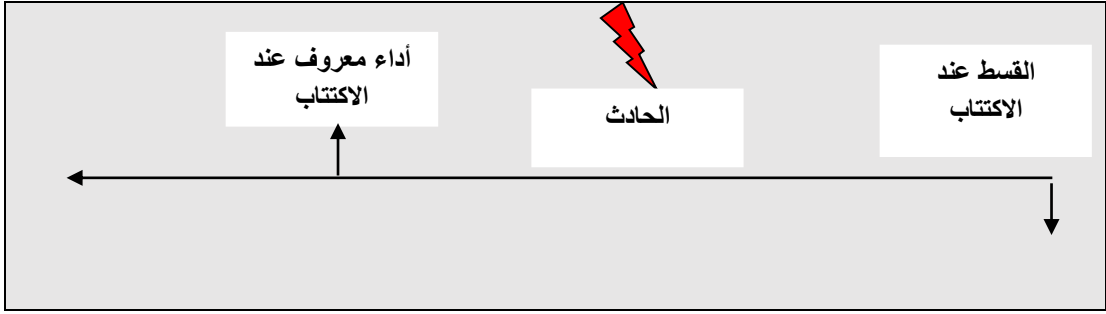 القسط عند
الاكتتاب
الحادث
أداء معروف عند
الاكتتاب